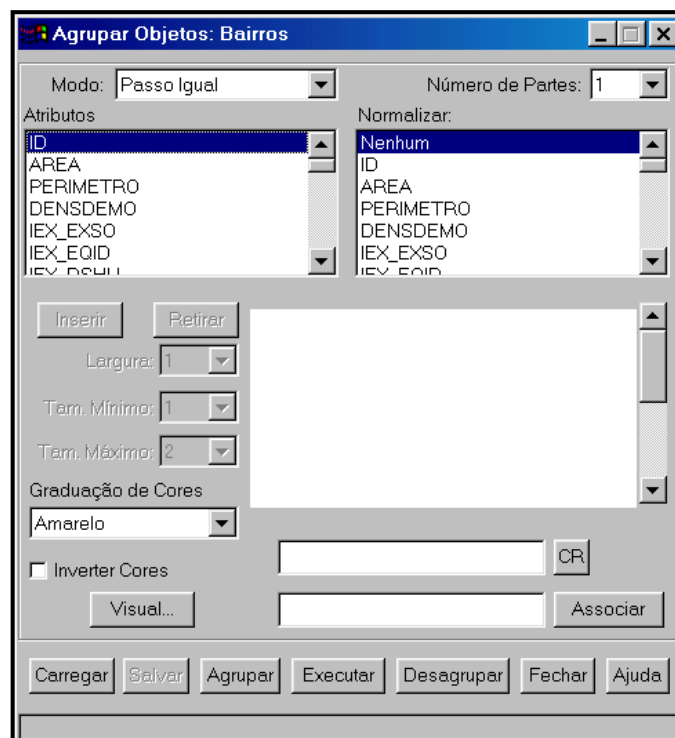 Agrupar Objetos: Bairros
Modo: Passo Igual Número de Partes: 1
Atributos Normalizar:
ID Nenhum
AREA ID
PERIMETRO AREA
DENSDEMO PERIMETRO
IEX_EXSO DENSDEMO
IEX_EQID IEX_EXSO
IEX_DSHU IEX_EQID
Inserir Retirar
Largura: 1
Tam. Mínimo: 1
Tam. Máximo: 2
Graduação de Cores
Amarelo
CR
Inverter Cores
Visual... Associar
Carregar Salvar Agrupar Executar Desagrupar Fechar Ajuda